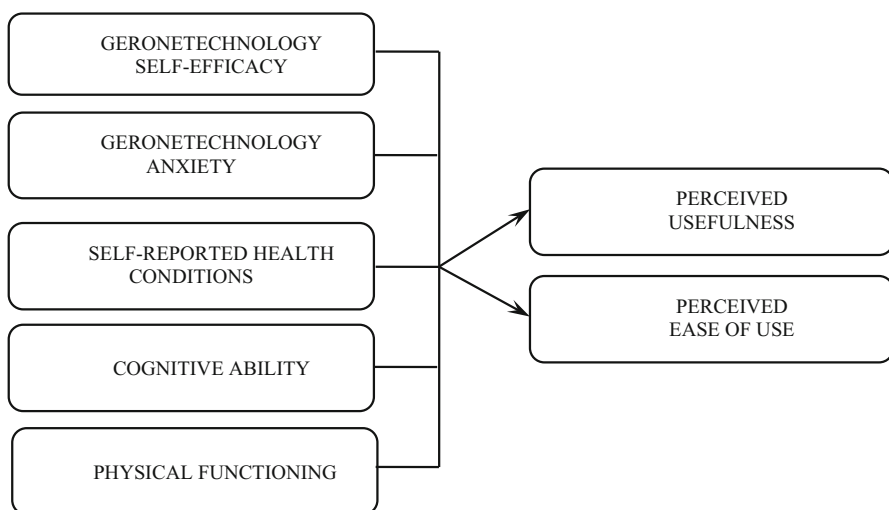 GERONETECHNOLOGY
SELF-EFFICACY
GERONETECHNOLOGY
ANXIETY
SELF-REPORTED HEALTH
CONDITIONS
COGNITIVE ABILITY
PHYSICAL FUNCTIONING
PERCEIVED
USEFULNESS
PERCEIVED
EASE OF USE